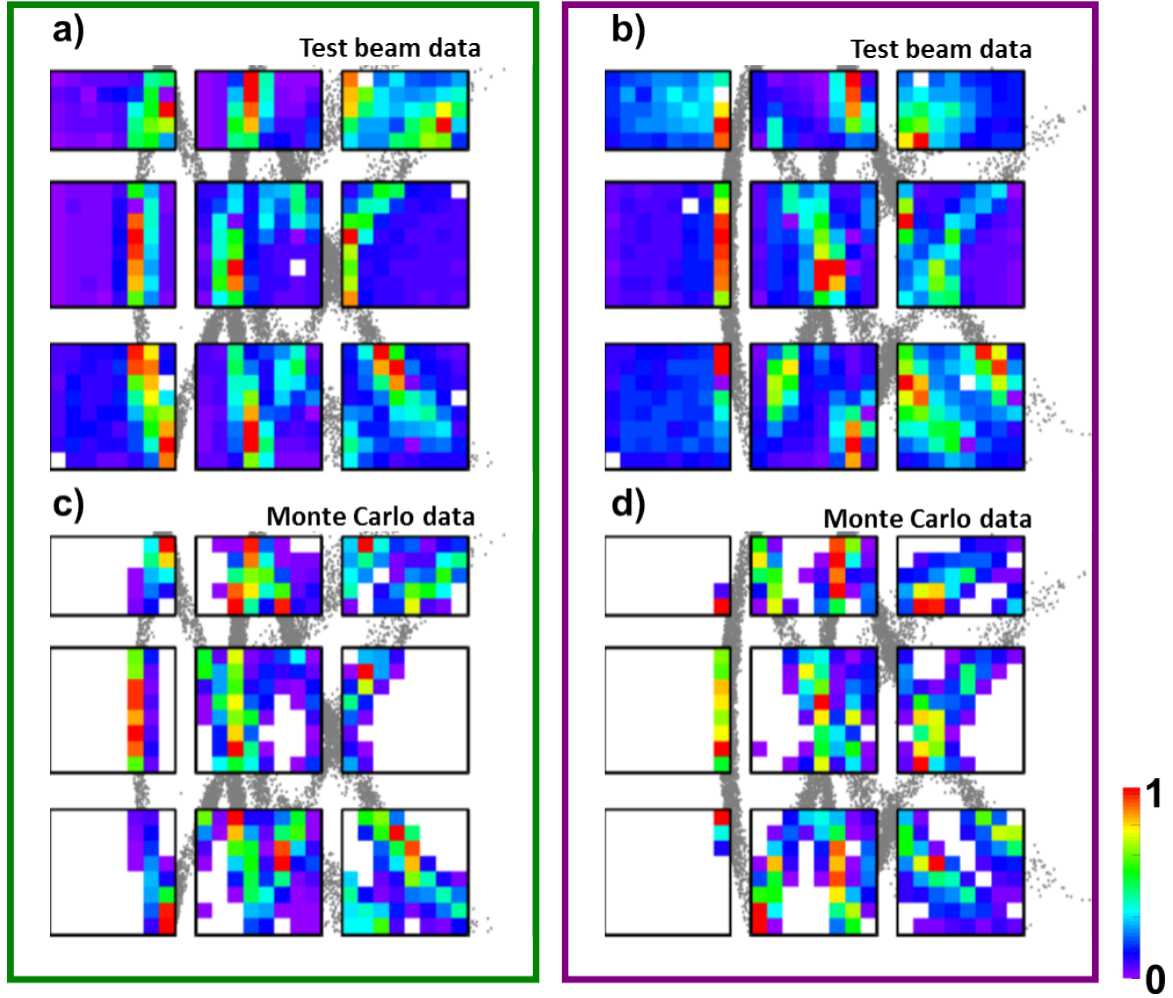 a)
Test beam data
b)
Test beam data
c)
Monte Carlo data
d)
Monte Carlo data
1
0